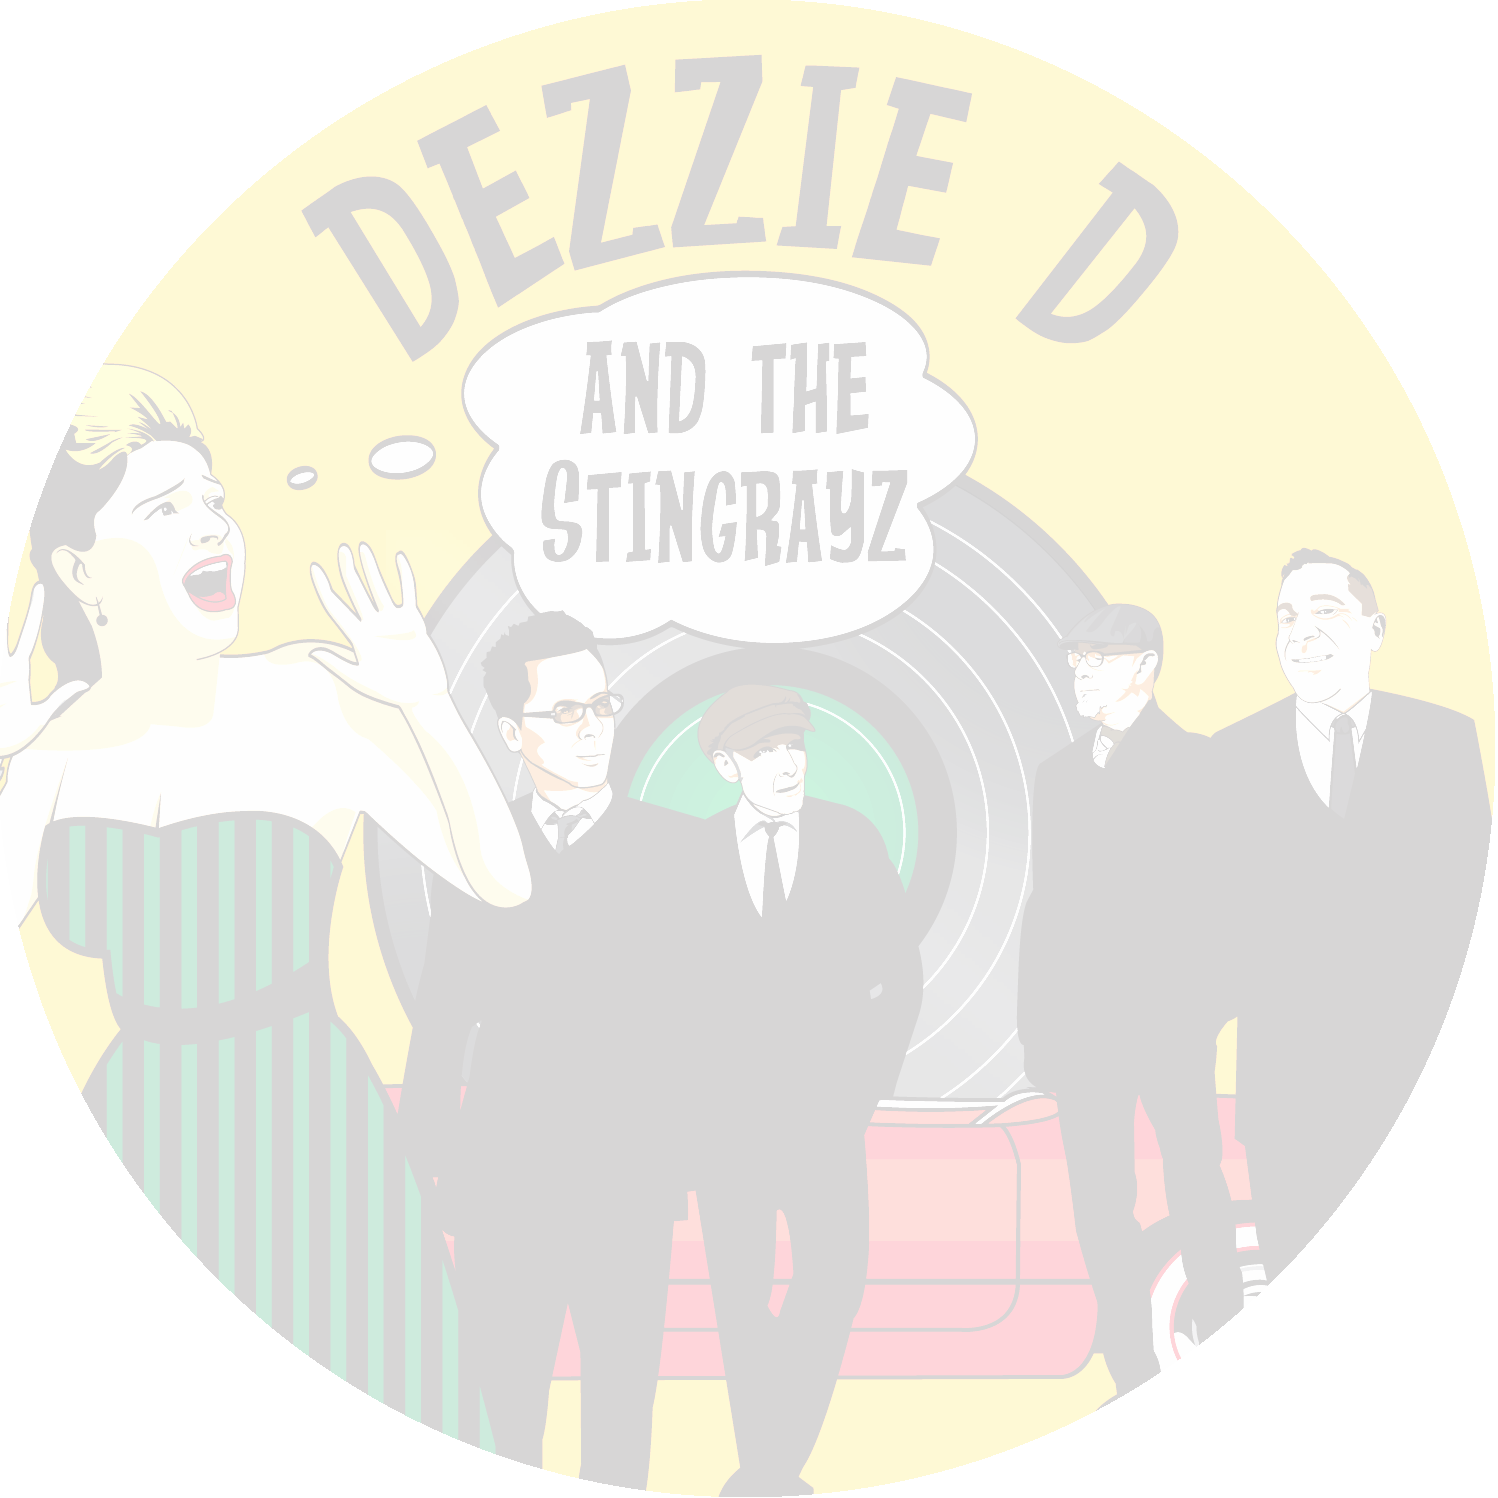 DEZZIE D
AND THE
STINGRAYZ